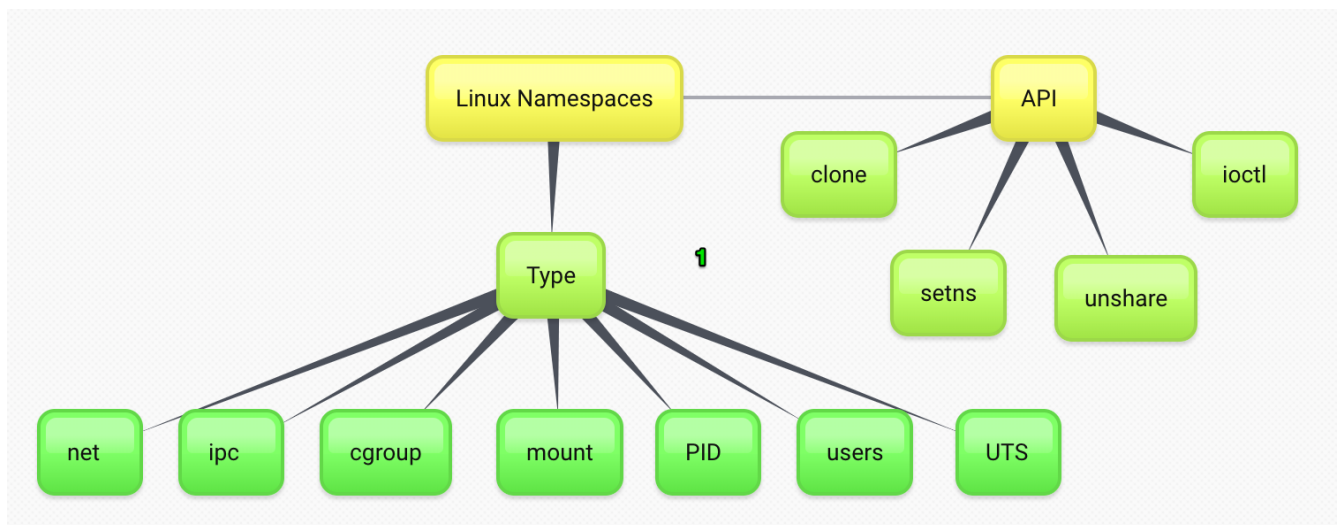 Linux Namespaces
API
clone
ioctl
Type
1
setns
unshare
net
ipc
cgroup
mount
PID
users
UTS